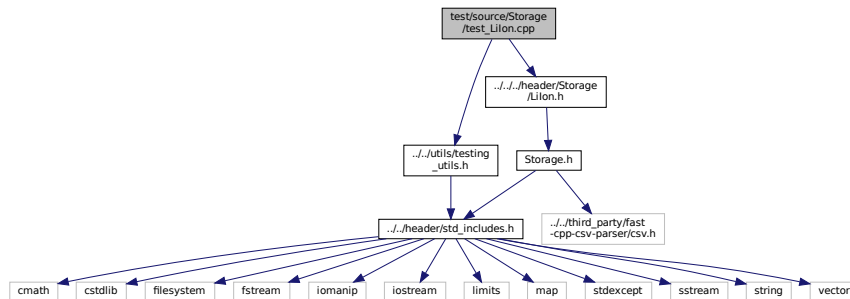 test/source/Storage
/test_LiIon.cpp
../../../header/Storage
/LiIon.h
../../utils/testing
_utils.h
Storage.h
../../header/std_includes.h
../../third_party/fast
-cpp-csv-parser/csv.h
cmath
cstdlib
filesystem
fstream
iomanip
iostream
limits
map
stdexcept
sstream
string
vector